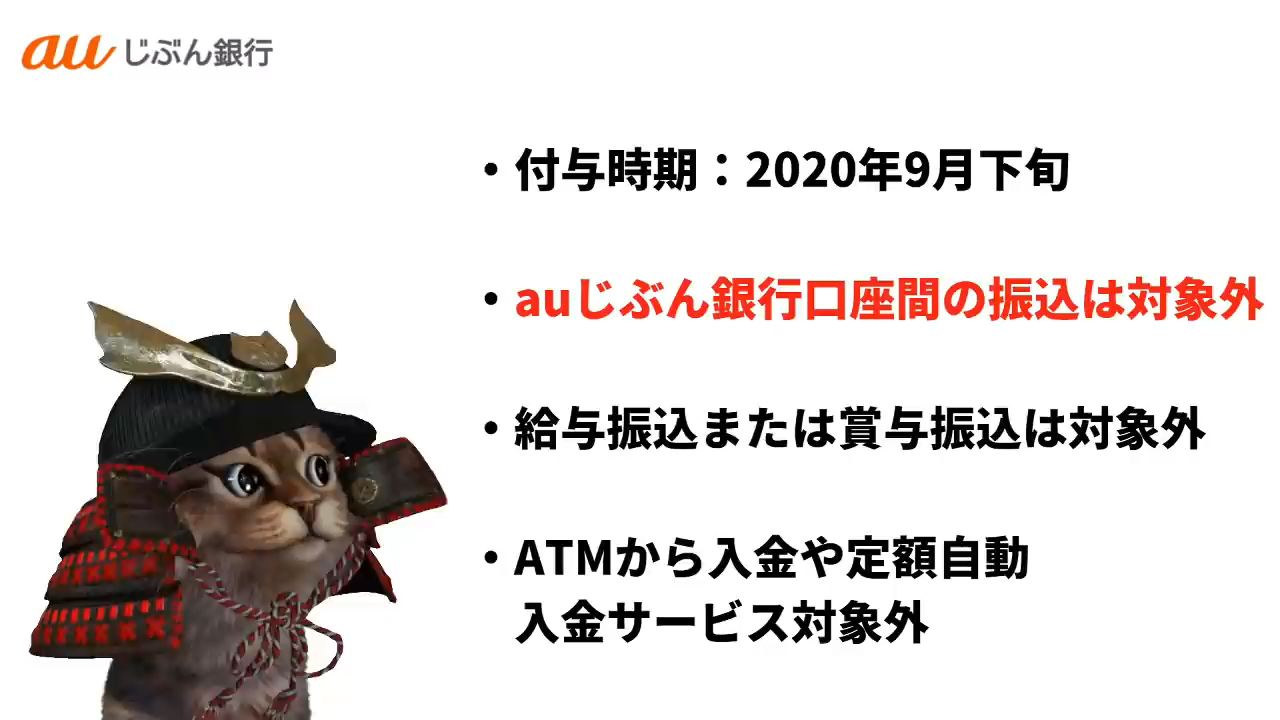 au じぶん銀行
・付与時期：2020年9月下旬
・auじぶん銀行口座間の振込は対象外
・給与振込または賞与振込は対象外
・ATMから入金や定額自動
入金サービス対象外